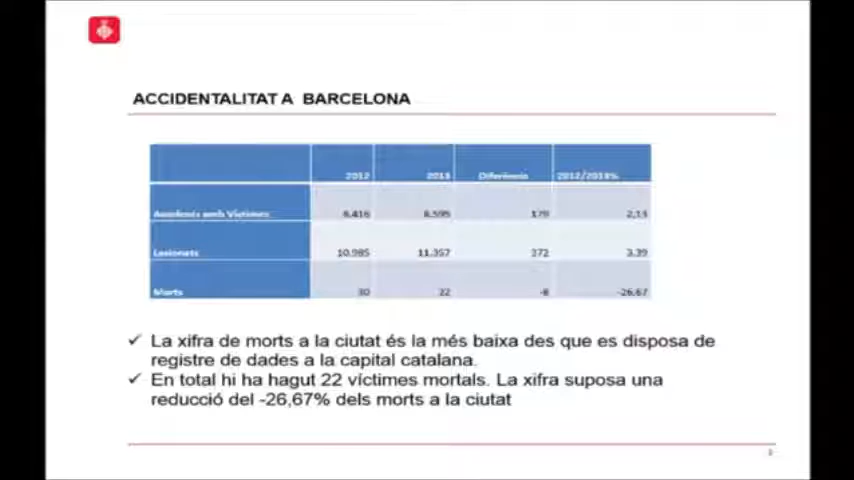 ACCIDENTALITAT A BARCELONA
2012 2013 Diferència 2012/2013%
Accidents amb Víctimes 6.416 6.595 179 2,13
Lesionats 10.985 11.357 372 3,39
Morts 30 22 -8 -26,67
✓ La xifra de morts a la ciutat és la més baixa des que es disposa de
registre de dades a la capital catalana.
✓ En total hi ha hagut 22 víctimes mortals. La xifra suposa una
reducció del -26,67% dels morts a la ciutat